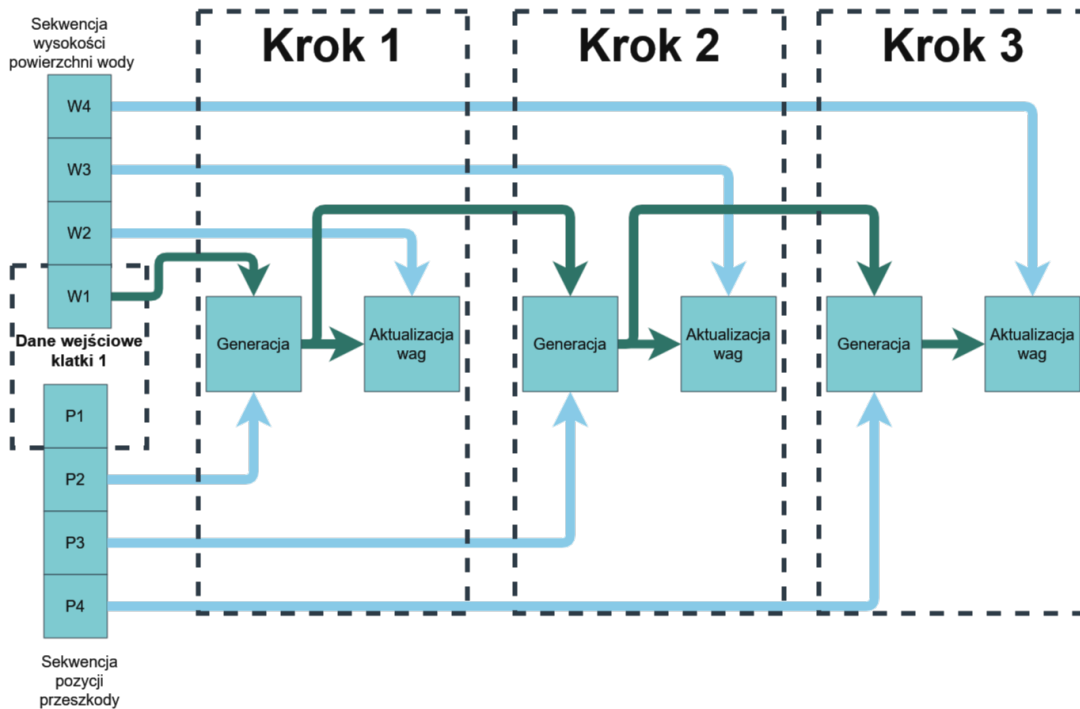 Sekwencja
wysokości
powierzchni wody
Krok 1
Krok 2
Krok 3
W4
W3
W2
W1
Dane wejściowe
klatki 1
P1
P2
P3
P4
Generacja
Aktualizacja
wag
Generacja
Aktualizacja
wag
Generacja
Aktualizacja
wag
Sekwencja
pozycji
przeszkody